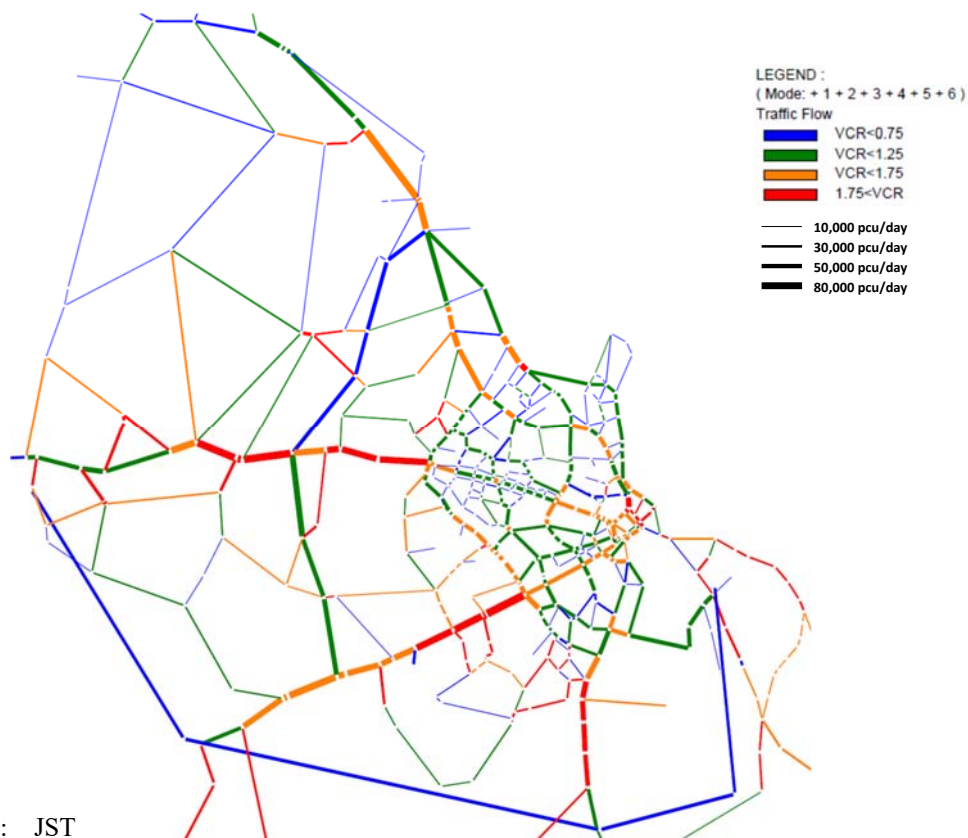 LEGEND :
( Mode: + 1 + 2 + 3 + 4 + 5 + 6 )
Traffic Flow
VCR<0.75
VCR<1.25
VCR<1.75
1.75<VCR
10,000 pcu/day
30,000 pcu/day
50,000 pcu/day
80,000 pcu/day
: JST